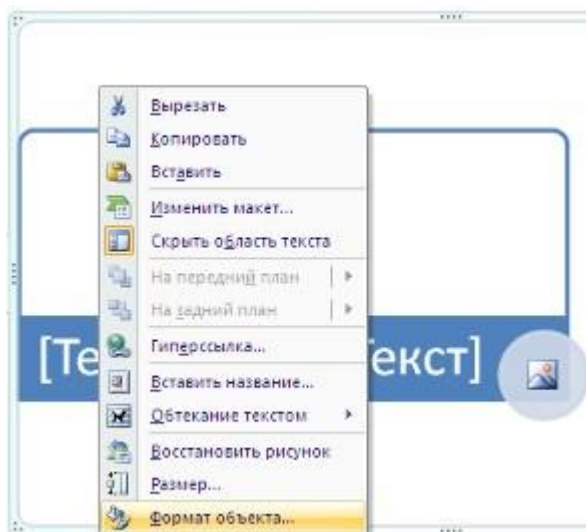 Вырезать
Копировать
Вставить
Изменить макет...
Скрыть область текста
На передний план
На задний план
Гиперссылка...
[Те
екст]
Вставить название...
Обтекание текстом
Восстановить рисунок
Размер...
Формат объекта...